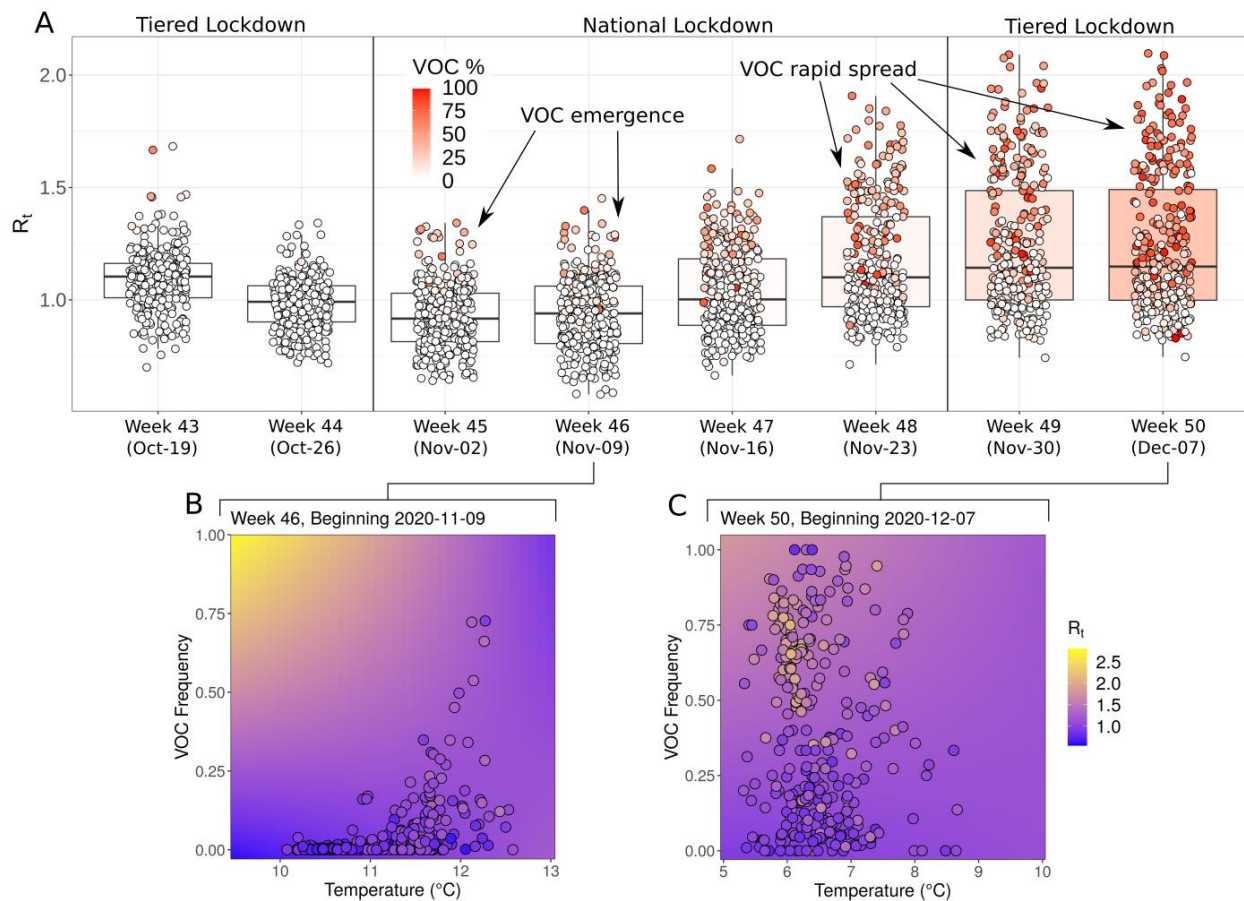 A
Tiered Lockdown
National Lockdown
Tiered Lockdown
2.0
1.5
1.0
Rt
VOC %
100
75
50
25
0
VOC emergence
VOC rapid spread
Week 43
(Oct-19)
Week 44
(Oct-26)
Week 45
(Nov-02)
Week 46
(Nov-09)
Week 47
(Nov-16)
Week 48
(Nov-23)
Week 49
(Nov-30)
Week 50
(Dec-07)
B
Week 46, Beginning 2020-11-09
1.00
0.75
0.50
0.25
0.00
VOC Frequency
10
11
12
13
Temperature (°C)
C
Week 50, Beginning 2020-12-07
1.00
0.75
0.50
0.25
0.00
VOC Frequency
5
6
7
8
9
10
Temperature (°C)
Rt
2.5
2.0
1.5
1.0